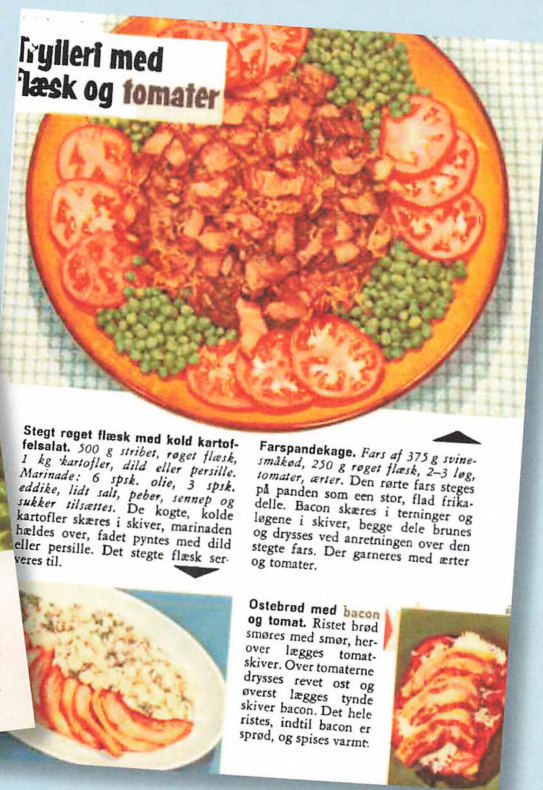 Trylleri med
flæsk og tomater
Stegt røget flæsk med kold kartof-
felsalat. 500 g stribet, røget flæsk,
1 kg kartofler, dild eller persille.
Marinade: 6 spsk. olie, 3 spsk.
eddike, lidt salt, peber, sennep og
sukker tilsættes. De kogte, kolde
kartofler skæres i skiver, marinaden
hældes over, fadet pyntes med dild
eller persille. Det stegte flæsk ser-
veres til.
Farspandekage. Fars af 375 g svine-
småkød, 250 g røget flæsk, 2–3 løg,
tomater, ærter. Den rørte fars steges
på panden som een stor, flad frika-
delle. Bacon skæres i terninger og
løgene i skiver, begge dele brunes
og drysses ved anretningen over den
stegte fars. Der garneres med ærter
og tomater.
Ostebrød med bacon
og tomat. Ristet brød
smøres med smør, her-
over lægges tomat-
skiver. Over tomaterne
drysses revet ost og
øverst lægges tynde
skiver bacon. Det hele
ristes, indtil bacon er
sprød, og spises varmt.